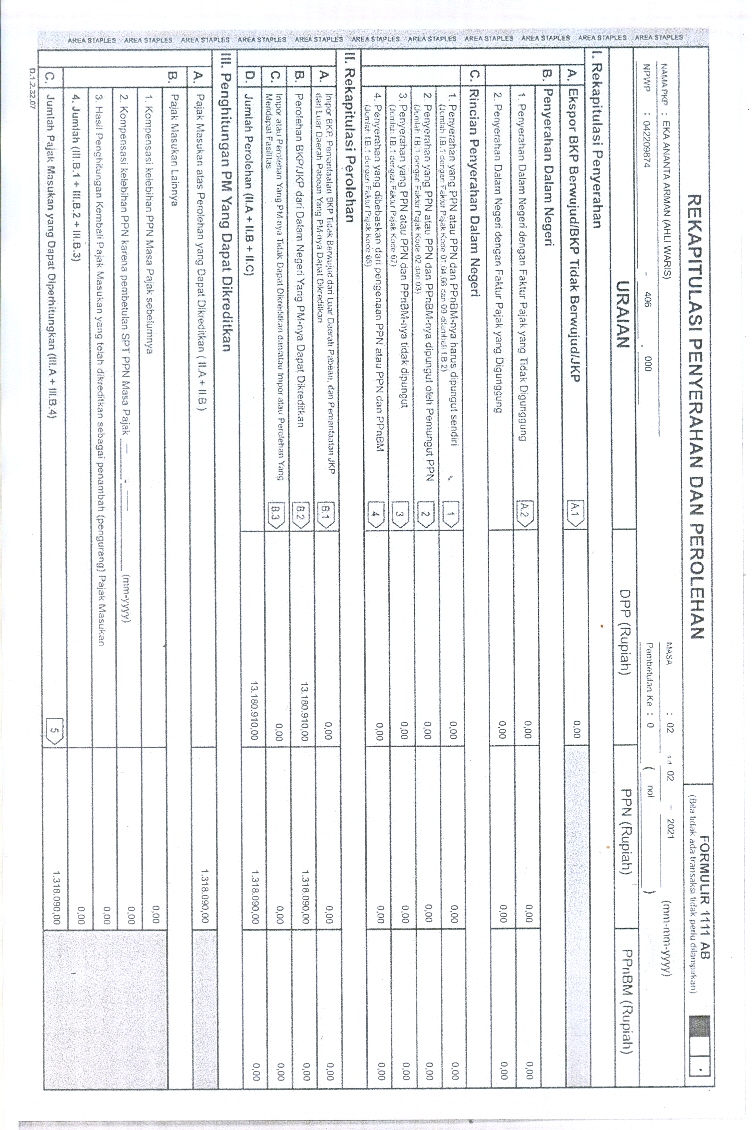 AREA STAPLES AREA STAPLES AREA STAPLES AREA STAPLES AREA STAPLES AREA STAPLES AREA STAPLES AREA STAPLES AREA STAPLES AREA STAPLES AREA STAPLES
REKAPITULASI PENYERAHAN DAN PEROLEHAN
FORMULIR 1111 AB
(Bila tidak ada transaksi tidak perlu dilampirkan)
NAMA PKP : EKA ANANTA ARIMAN (AHLI WARIS)
MASA : 02 s.d 02 - 2021 (mm-mm-yyyy)
NPWP : 042209874 - 406 . 000
Pembetulan Ke : 0 ( nol )
URAIAN DPP (Rupiah) PPN (Rupiah) PPnBM (Rupiah)
I. Rekapitulasi Penyerahan
A. Ekspor BKP Berwujud/BKP Tidak Berwujud/JKP A.1 0,00
B. Penyerahan Dalam Negeri
1. Penyerahan Dalam Negeri dengan Faktur Pajak yang Tidak Digunggung A.2 0,00 0,00 0,00
2. Penyerahan Dalam Negeri dengan Faktur Pajak yang Digunggung 0,00 0,00 0,00
C. Rincian Penyerahan Dalam Negeri
1. Penyerahan yang PPN atau PPN dan PPnBM-nya harus dipungut sendiri 1 0,00 0,00 0,00
(Jumlah I.B.1 dengan Faktur Pajak Kode 01,04,06 dan 09 ditambah I.B.2)
2. Penyerahan yang PPN atau PPN dan PPnBM-nya dipungut oleh Pemungut PPN 2 0,00 0,00 0,00
(Jumlah I.B.1 dengan Faktur Pajak Kode 02 dan 03)
3. Penyerahan yang PPN atau PPN dan PPnBM-nya tidak dipungut 3 0,00 0,00 0,00
(Jumlah I.B.1 dengan Faktur Pajak Kode 07)
4. Penyerahan yang dibebaskan dari pengenaan PPN atau PPN dan PPnBM 4 0,00 0,00 0,00
(Jumlah I.B.1 dengan Faktur Pajak Kode 08)
II. Rekapitulasi Perolehan
A. Impor BKP, Pemanfaatan BKP Tidak Berwujud dari Luar Daerah Pabean, dan Pemanfaatan JKP
dari Luar Daerah Pabean Yang PM-nya Dapat Dikreditkan B.1 0,00 0,00 0,00
B. Perolehan BKP/JKP dari Dalam Negeri Yang PM-nya Dapat Dikreditkan B.2 13.180.910,00 1.318.090,00 0,00
C. Impor atau Perolehan Yang PM-nya Tidak Dapat Dikreditkan dan/atau Impor atau Perolehan Yang
Mendapat Fasilitas B.3 0,00 0,00 0,00
D. Jumlah Perolehan (II.A + II.B + II.C) 13.180.910,00 1.318.090,00 0,00
III. Penghitungan PM Yang Dapat Dikreditkan
A. Pajak Masukan atas Perolehan yang Dapat Dikreditkan ( II.A + II B ) 1.318.090,00
B. Pajak Masukan Lainnya
1. Kompensasi kelebihan PPN Masa Pajak sebelumnya 0,00
2. Kompensasi kelebihan PPN karena pembetulan SPT PPN Masa Pajak - (mm-yyyy) 0,00
3. Hasil Penghitungan Kembali Pajak Masukan yang telah dikreditkan sebagai penambah (pengurang) Pajak Masukan 0,00
4. Jumlah (III.B.1 + III.B.2 + III.B.3) 0,00
C. Jumlah Pajak Masukan yang Dapat Diperhitungkan (III.A + III.B.4) 5 1.318.090,00
D.1.2.32.07